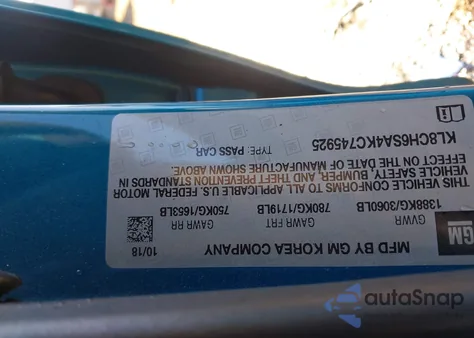 MFD BY GM KOREA COMPANY
10/18
GM
GAWR FRT
GAWR RR
1388KG/3060LB
780KG/1719LB
750KG/1653LB
THIS VEHICLE CONFORMS TO ALL APPLICABLE U.S. FEDERAL MOTOR
VEHICLE SAFETY, BUMPER, AND THEFT PREVENTION STANDARDS IN
EFFECT ON THE DATE OF MANUFACTURE SHOWN ABOVE.
KL8CH6SA4KC745925
TYPE: PASS CAR
autoSnap